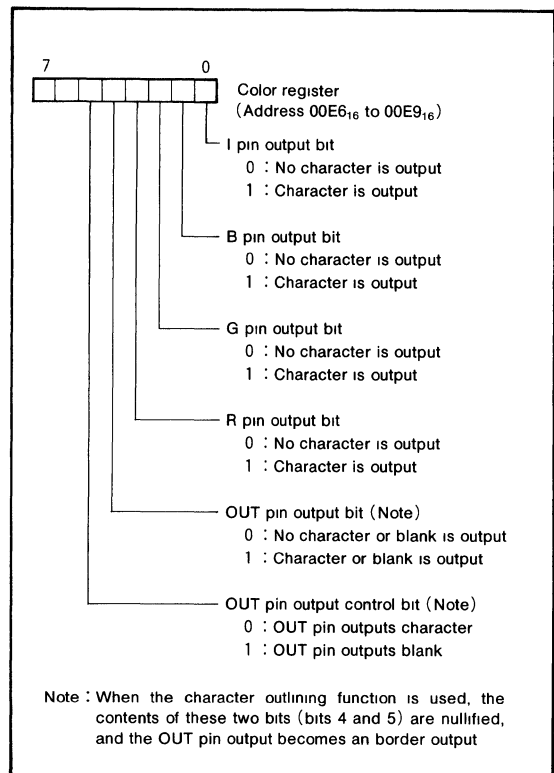 7 0
Color register
(Address 00E6₁₆ to 00E9₁₆)
I pin output bit
0 : No character is output
1 : Character is output
B pin output bit
0 : No character is output
1 : Character is output
G pin output bit
0 : No character is output
1 : Character is output
R pin output bit
0 : No character is output
1 : Character is output
OUT pin output bit (Note)
0 : No character or blank is output
1 : Character or blank is output
OUT pin output control bit (Note)
0 : OUT pin outputs character
1 : OUT pin outputs blank
Note : When the character outlining function is used, the
contents of these two bits (bits 4 and 5) are nullified,
and the OUT pin output becomes an border output